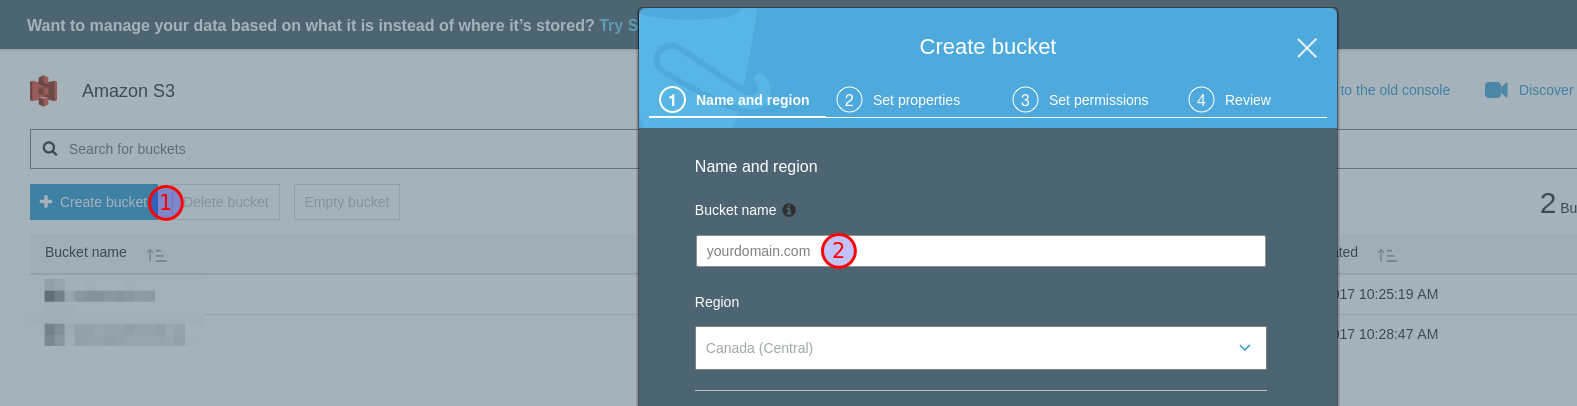 Want to manage your data based on what it is instead of where it's stored? Try S
Amazon S3
Search for buckets
Create bucket
1
Delete bucket
Empty bucket
Bucket name
Create bucket
1 Name and region
2 Set properties
3 Set permissions
4 Review
Name and region
Bucket name
yourdomain.com
2
Region
Canada (Central)
to the old console
Discover
2 Bu
ated
017 10:25:19 AM
017 10:28:47 AM